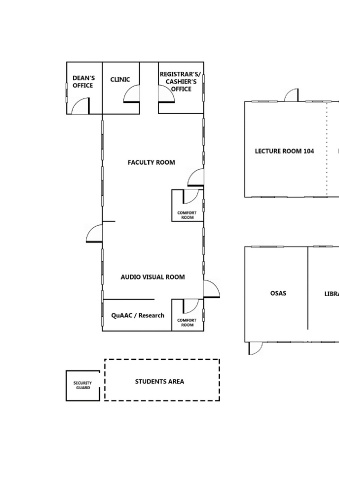 DEAN'S
OFFICE
CLINIC
REGISTRAR'S/
CASHIER'S
OFFICE
LECTURE ROOM 104
FACULTY ROOM
COMFORT
ROOM
AUDIO VISUAL ROOM
OSAS
LIBRA
QuAAC / Research
COMFORT
ROOM
SECURITY
GUARD
STUDENTS AREA